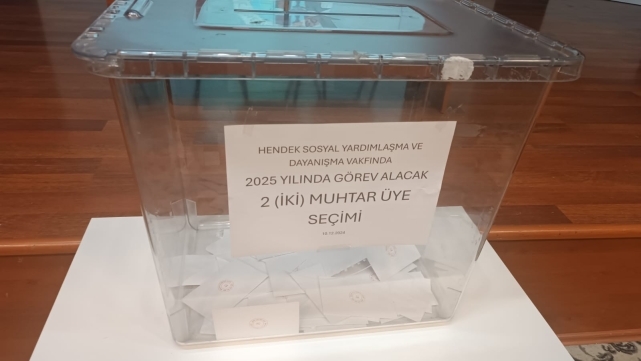 HENDEK SOSYAL YARDIMLAŞMA VE
DAYANIŞMA VAKFINDA
2025 YILINDA GÖREV ALACAK
2 (İKİ) MUHTAR ÜYE
SEÇİMİ